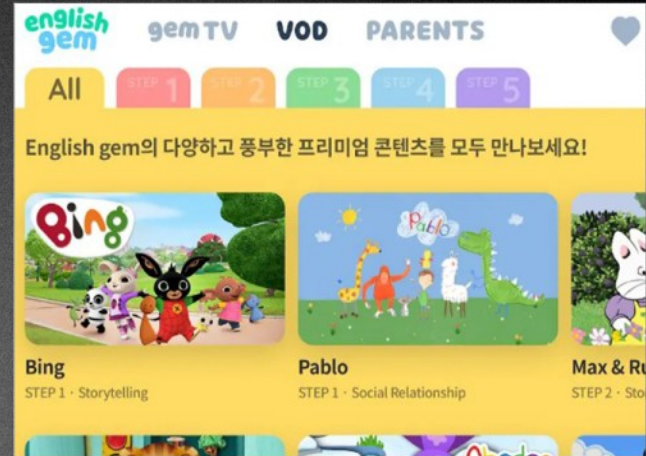 english gem
gem TV VOD PARENTS
All STEP 1 STEP 2 STEP 3 STEP 4 STEP 5
English gem의 다양하고 풍부한 프리미엄 콘텐츠를 모두 만나보세요!
Bing
Pablo
Bing
STEP 1 · Storytelling
Pablo
STEP 1 · Social Relationship
Max & Ru
STEP 2 · Sto